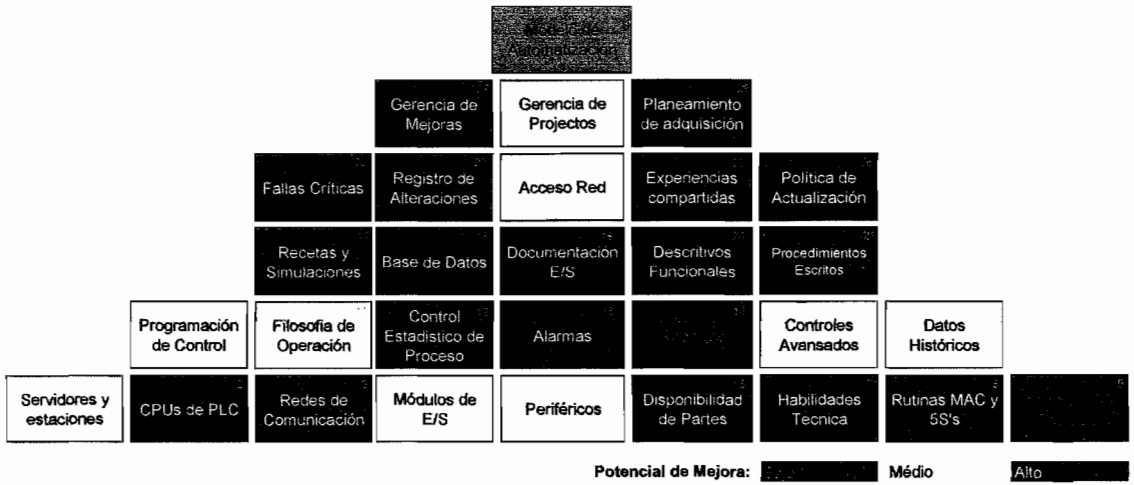 Modelo de
Automatización
Gerencia de
Mejoras
Gerencia de
Projectos
Planeamiento
de adquisición
Fallas Críticas
Registro de
Alteraciones
Acceso Red
Experiencias
compartidas
Política de
Actualización
Recetas y
Simulaciones
Base de Datos
Documentación
E/S
Descritivos
Funcionales
Procedimientos
Escritos
Programación
de Control
Filosofia de
Operación
Control
Estadistico de
Proceso
Alarmas
Controles
Avansados
Datos
Históricos
Servidores y
estaciones
CPUs de PLC
Redes de
Comunicación
Módulos de
E/S
Periféricos
Disponibilidad
de Partes
Habilidades
Tecnica
Rutinas MAC y
5S's
Potencial de Mejora:
Médio
Alto